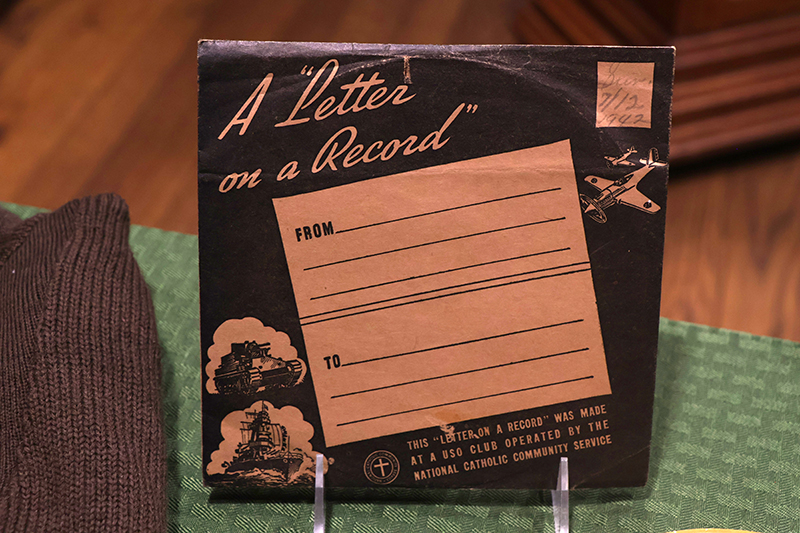 A "Letter
on a Record"
7/12
1942
FROM
TO
THIS "LETTER ON A RECORD" WAS MADE
AT A USO CLUB OPERATED BY THE
NATIONAL CATHOLIC COMMUNITY SERVICE